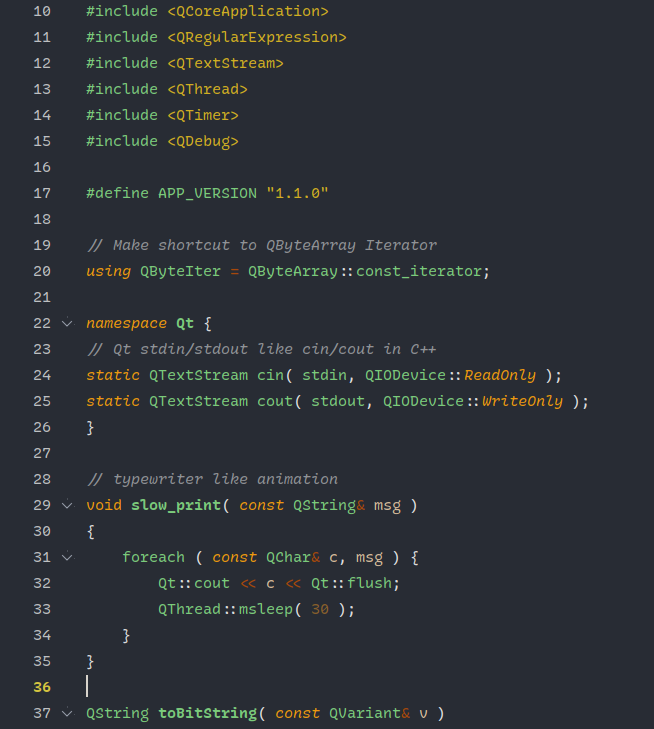 10 #include <QCoreApplication>
11 #include <QRegularExpression>
12 #include <QTextStream>
13 #include <QThread>
14 #include <QTimer>
15 #include <QDebug>
16
17 #define APP_VERSION "1.1.0"
18
19 // Make shortcut to QByteArray Iterator
20 using QByteIter = QByteArray::const_iterator;
21
22 namespace Qt {
23 // Qt stdin/stdout like cin/cout in C++
24 static QTextStream cin( stdin, QIODevice::ReadOnly );
25 static QTextStream cout( stdout, QIODevice::WriteOnly );
26 }
27
28 // typewriter like animation
29 void slow_print( const QString& msg )
30 {
31     foreach ( const QChar& c, msg ) {
32         Qt::cout << c << Qt::flush;
33         QThread::msleep( 30 );
34     }
35 }
36
37 QString toBitString( const QVariant& v )